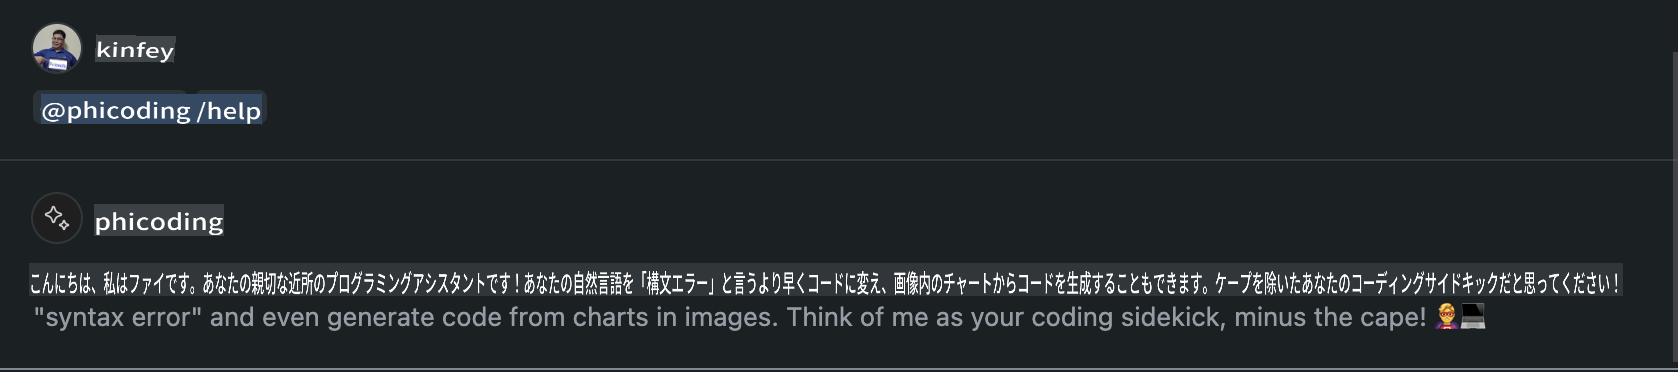 kinfey
@phicoding /help
phicoding
こんにちは、私はファイです。あなたの親切な近所のプログラミングアシスタントです！あなたの自然言語を「構文エラー」と言うより早くコードに変え、画像内のチャートからコードを生成することもできます。ケープを除いたあなたのコーディングサイドキックだと思ってください！
"syntax error" and even generate code from charts in images. Think of me as your coding sidekick, minus the cape! 🦸💻